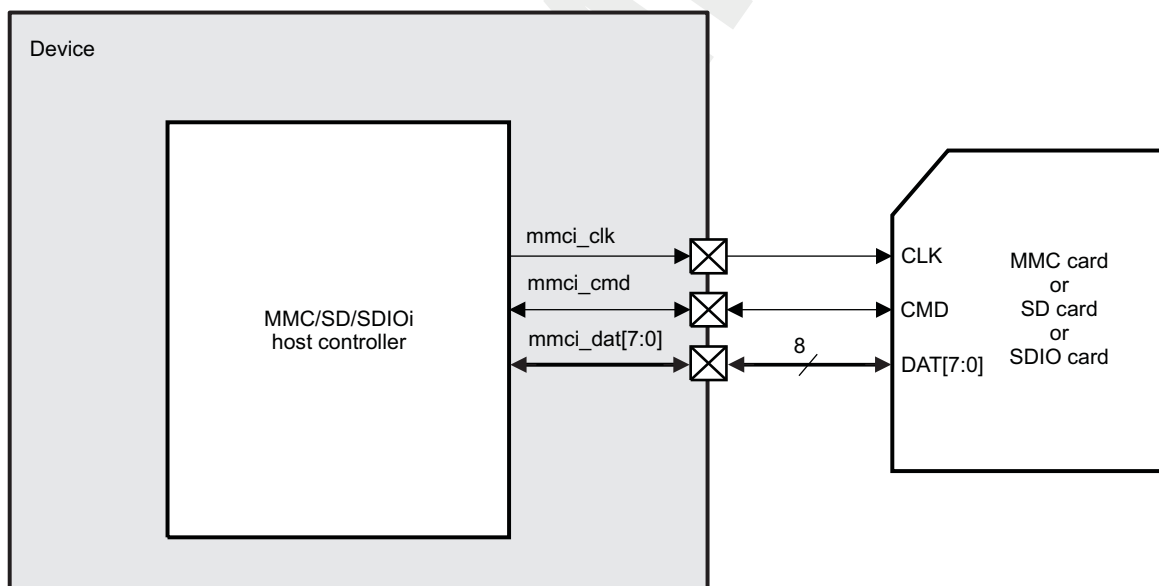 Device
mmci_clk
CLK
MMC card
or
SD card
or
SDIO card
mmci_cmd
CMD
MMC/SD/SDIOi
host controller
mmci_dat[7:0]
8
DAT[7:0]